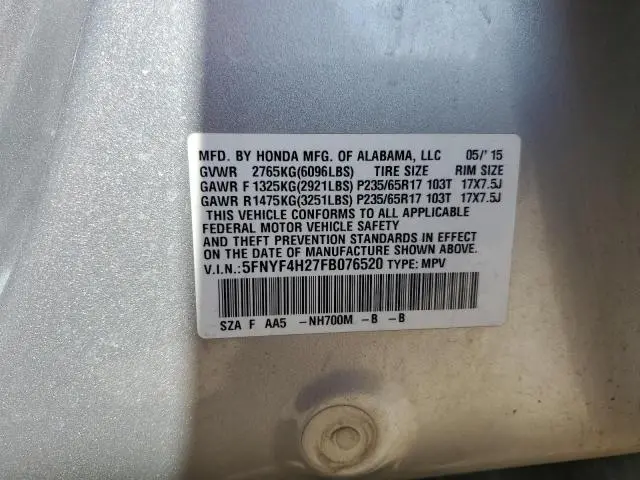 MFD. BY HONDA MFG. OF ALABAMA, LLC 05/'15
GVWR 2765KG(6096LBS) TIRE SIZE RIM SIZE
GAWR F 1325KG(2921LBS) P235/65R17 103T 17X7.5J
GAWR R1475KG(3251LBS) P235/65R17 103T 17X7.5J
THIS VEHICLE CONFORMS TO ALL APPLICABLE
FEDERAL MOTOR VEHICLE SAFETY
AND THEFT PREVENTION STANDARDS IN EFFECT
ON THE DATE OF MANUFACTURE SHOWN ABOVE.
V.I.N.:5FNYF4H27FB076520 TYPE: MPV
SZA F AA5 -NH700M -B -B